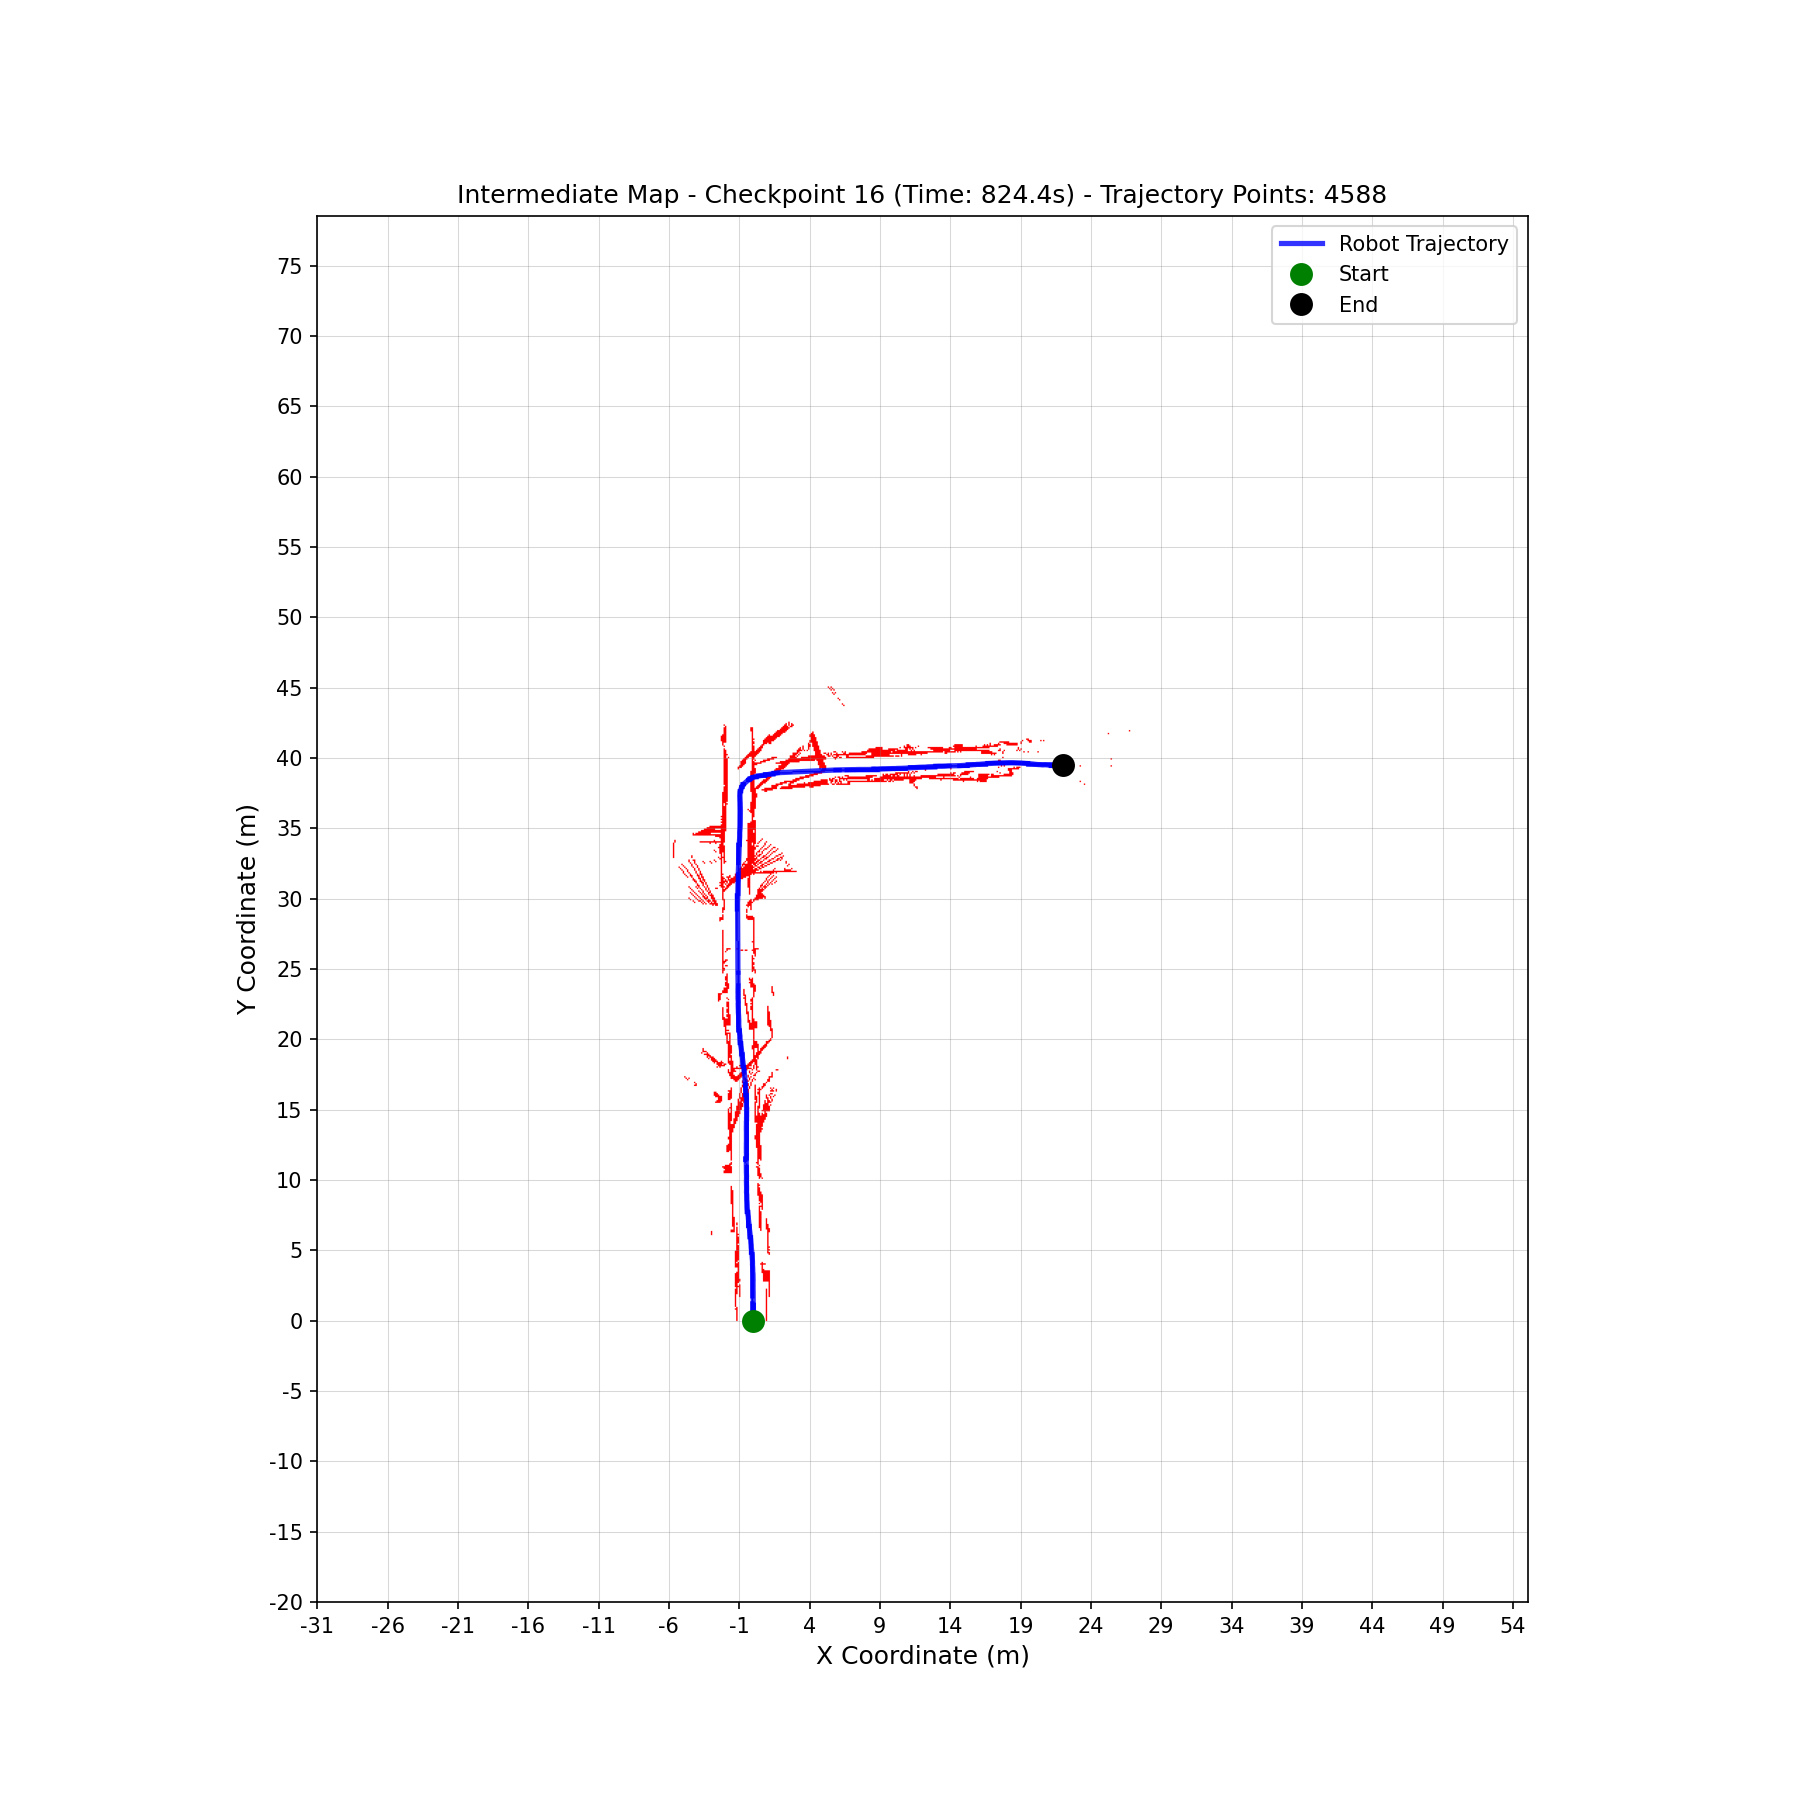 Intermediate Map - Checkpoint 16 (Time: 824.4s) - Trajectory Points: 4588
Robot Trajectory
Start
End
75
70
65
60
55
50
45
40
35
30
25
20
15
10
5
0
-5
-10
-15
-20
Y Coordinate (m)
-31 -26 -21 -16 -11 -6 -1 4 9 14 19 24 29 34 39 44 49 54
X Coordinate (m)